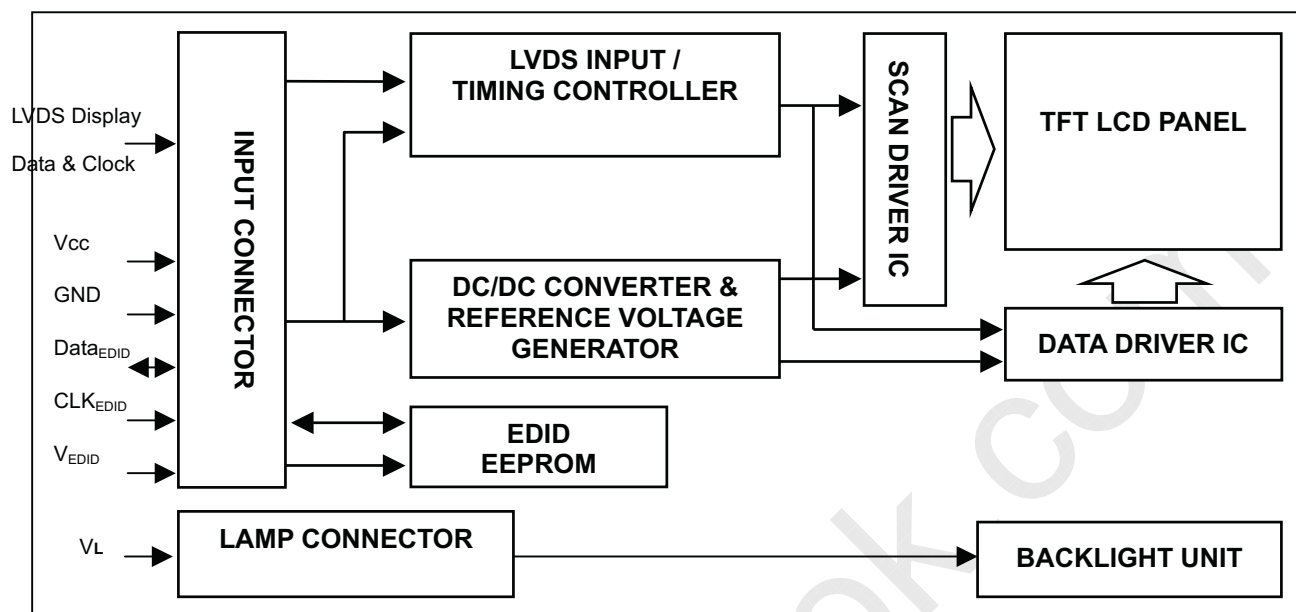 LVDS Display
Data & Clock
Vcc
GND
DataEDID
CLKEDID
VEDID
VL
INPUT CONNECTOR
LVDS INPUT /
TIMING CONTROLLER
DC/DC CONVERTER &
REFERENCE VOLTAGE
GENERATOR
EDID
EEPROM
LAMP CONNECTOR
SCAN DRIVER IC
TFT LCD PANEL
DATA DRIVER IC
BACKLIGHT UNIT